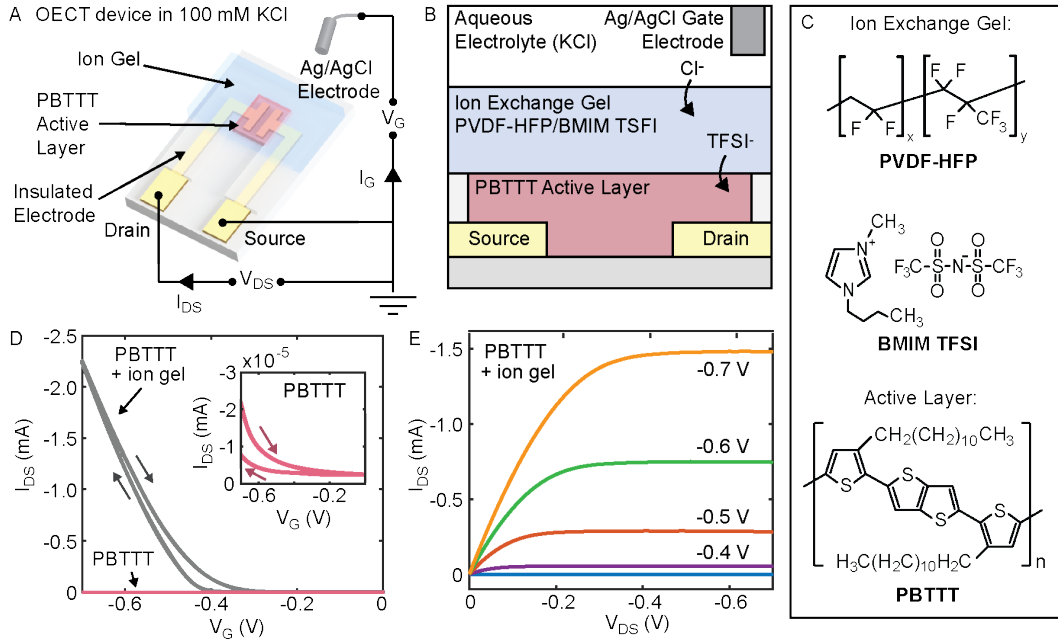 A OECT device in 100 mM KCl
Ion Gel
Ag/AgCl
Electrode
PBTTT
Active
Layer
V_G
I_G
Insulated
Electrode
Drain
Source
V_DS
I_DS
B
Aqueous
Electrolyte (KCl)
Ag/AgCl Gate
Electrode
Cl-
Ion Exchange Gel
PVDF-HFP/BMIM TSFI
TFSI-
PBTTT Active Layer
Source
Drain
C
Ion Exchange Gel:
F
F
F
F
F
CF₃
x
y
PVDF-HFP
CH₃
N
+
N
CH₃
F₃C
S
O
O
N
-
S
O
O
CF₃
BMIM TFSI
Active Layer:
CH₂(CH₂)₁₀CH₃
S
S
S
S
H₃C(H₂C)₁₀H₂C
n
PBTTT
D
-2.5
-2.0
-1.5
-1.0
-0.5
0
I_DS (mA)
PBTTT
+ ion gel
PBTTT
-0.6
-0.4
-0.2
0
V_G (V)
×10⁻⁵
-3
-2
-1
0
I_DS (mA)
PBTTT
-0.6
-0.2
V_G (V)
E
-1.5
-1.0
-0.5
0
I_DS (mA)
PBTTT
+ ion gel
-0.7 V
-0.6 V
-0.5 V
-0.4 V
0
-0.2
-0.4
-0.6
V_DS (V)